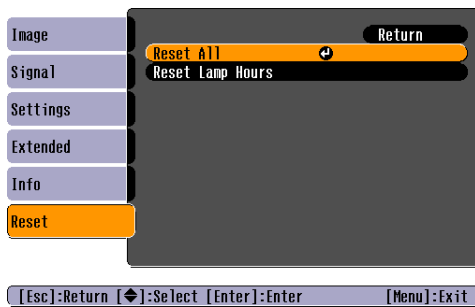 Image
Signal
Settings
Extended
Info
Reset
Return
Reset All
Reset Lamp Hours
[Esc]:Return [◆]:Select [Enter]:Enter [Menu]:Exit